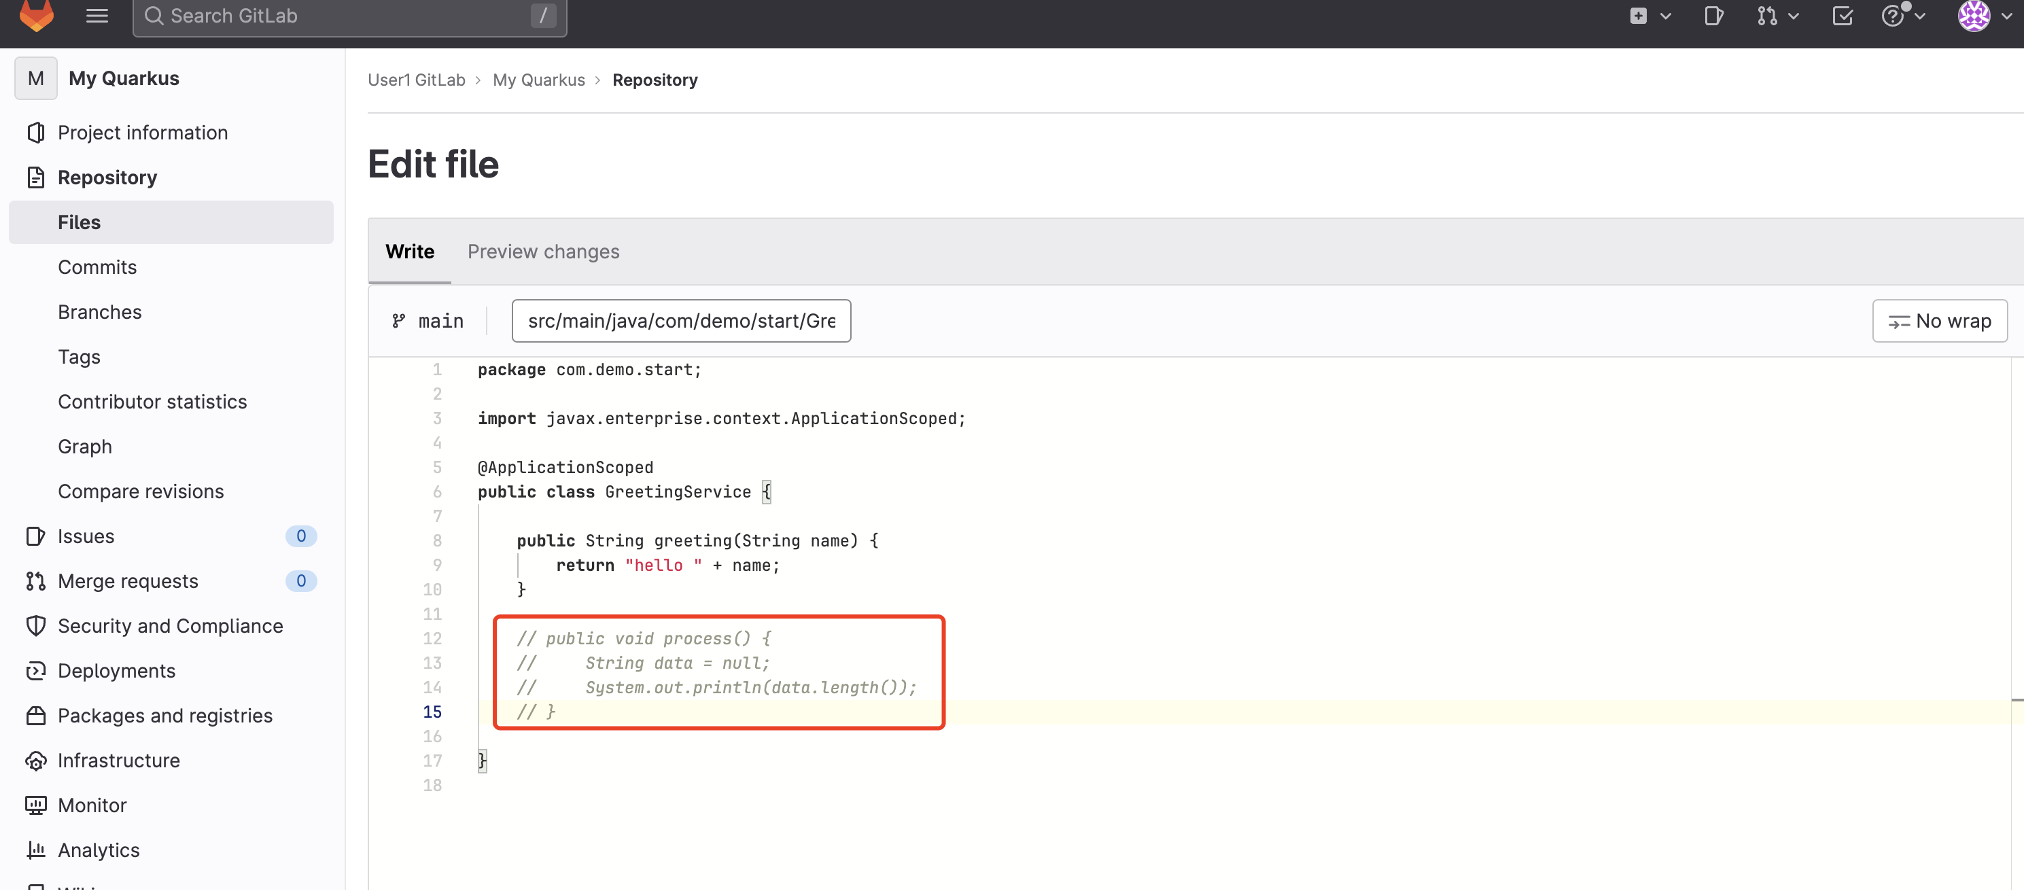 Search GitLab /
M My Quarkus
Project information
Repository
Files
Commits
Branches
Tags
Contributor statistics
Graph
Compare revisions
Issues 0
Merge requests 0
Security and Compliance
Deployments
Packages and registries
Infrastructure
Monitor
Analytics
User1 GitLab > My Quarkus > Repository
Edit file
Write Preview changes
main src/main/java/com/demo/start/Gre No wrap
1 package com.demo.start;
2
3 import javax.enterprise.context.ApplicationScoped;
4
5 @ApplicationScoped
6 public class GreetingService {
7
8     public String greeting(String name) {
9         return "hello " + name;
10     }
11
12     // public void process() {
13     //     String data = null;
14     //     System.out.println(data.length());
15     // }
16
17 }
18